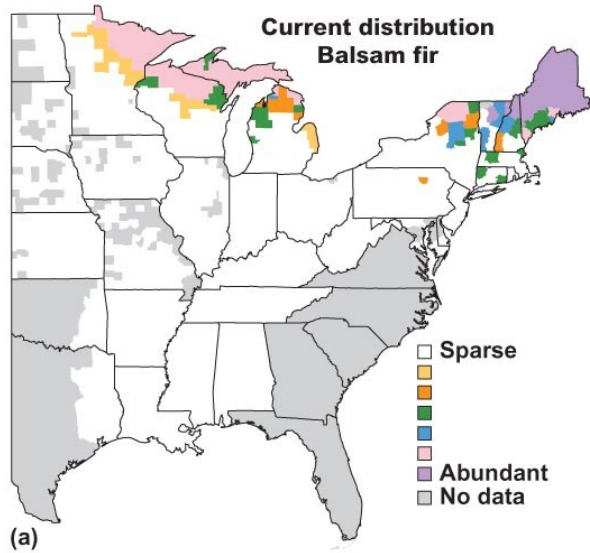 Current distribution
Balsam fir
Sparse
Abundant
No data
(a)